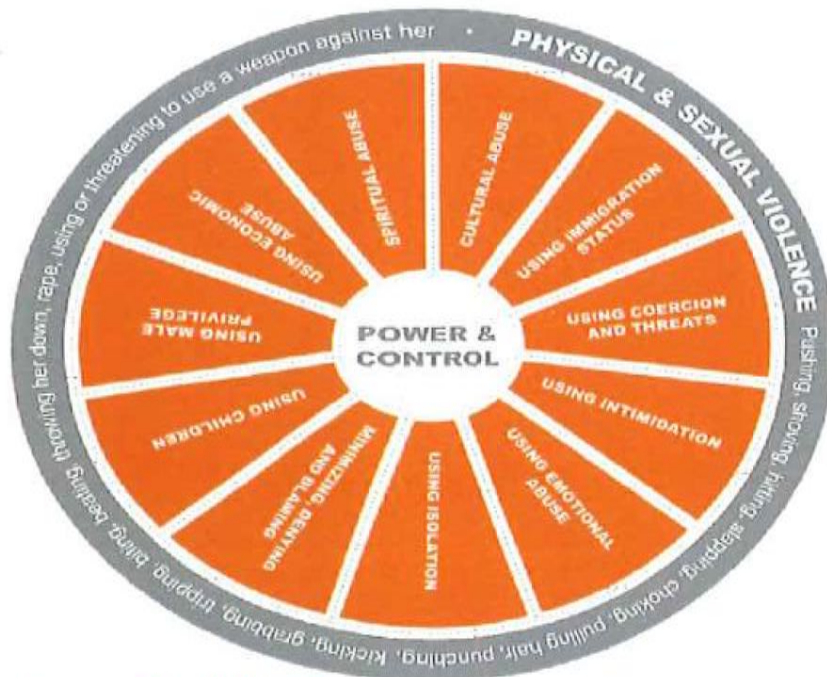 PHYSICAL & SEXUAL VIOLENCE
Pushing, shoving, hitting, slapping, choking, pulling hair, punching, kicking, grabbing, tripping, biting, beating, throwing her down, rape, using or threatening to use a weapon against her •
POWER &
CONTROL
CULTURAL ABUSE
USING IMMIGRATION
STATUS
USING COERCION
AND THREATS
USING INTIMIDATION
USING EMOTIONAL
ABUSE
USING ISOLATION
MINIMIZING, DENYING
AND BLAMING
USING CHILDREN
USING MALE
PRIVILEGE
USING ECONOMIC
ABUSE
SPIRITUAL ABUSE